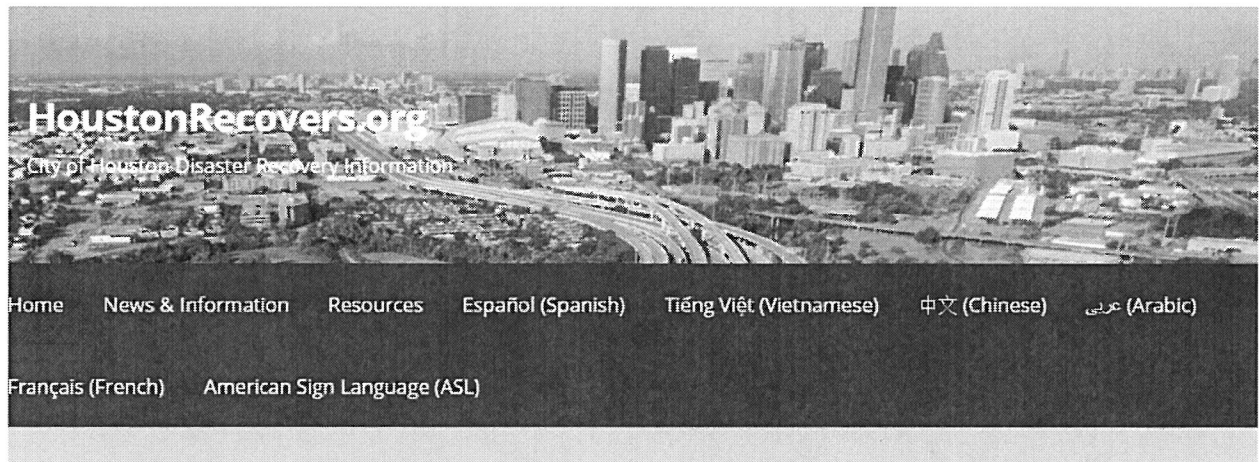 HoustonRecovers.org
City of Houston Disaster Recovery Information
Home News & Information Resources Español (Spanish) Tiếng Việt (Vietnamese) 中文 (Chinese) عربى (Arabic)
Français (French) American Sign Language (ASL)